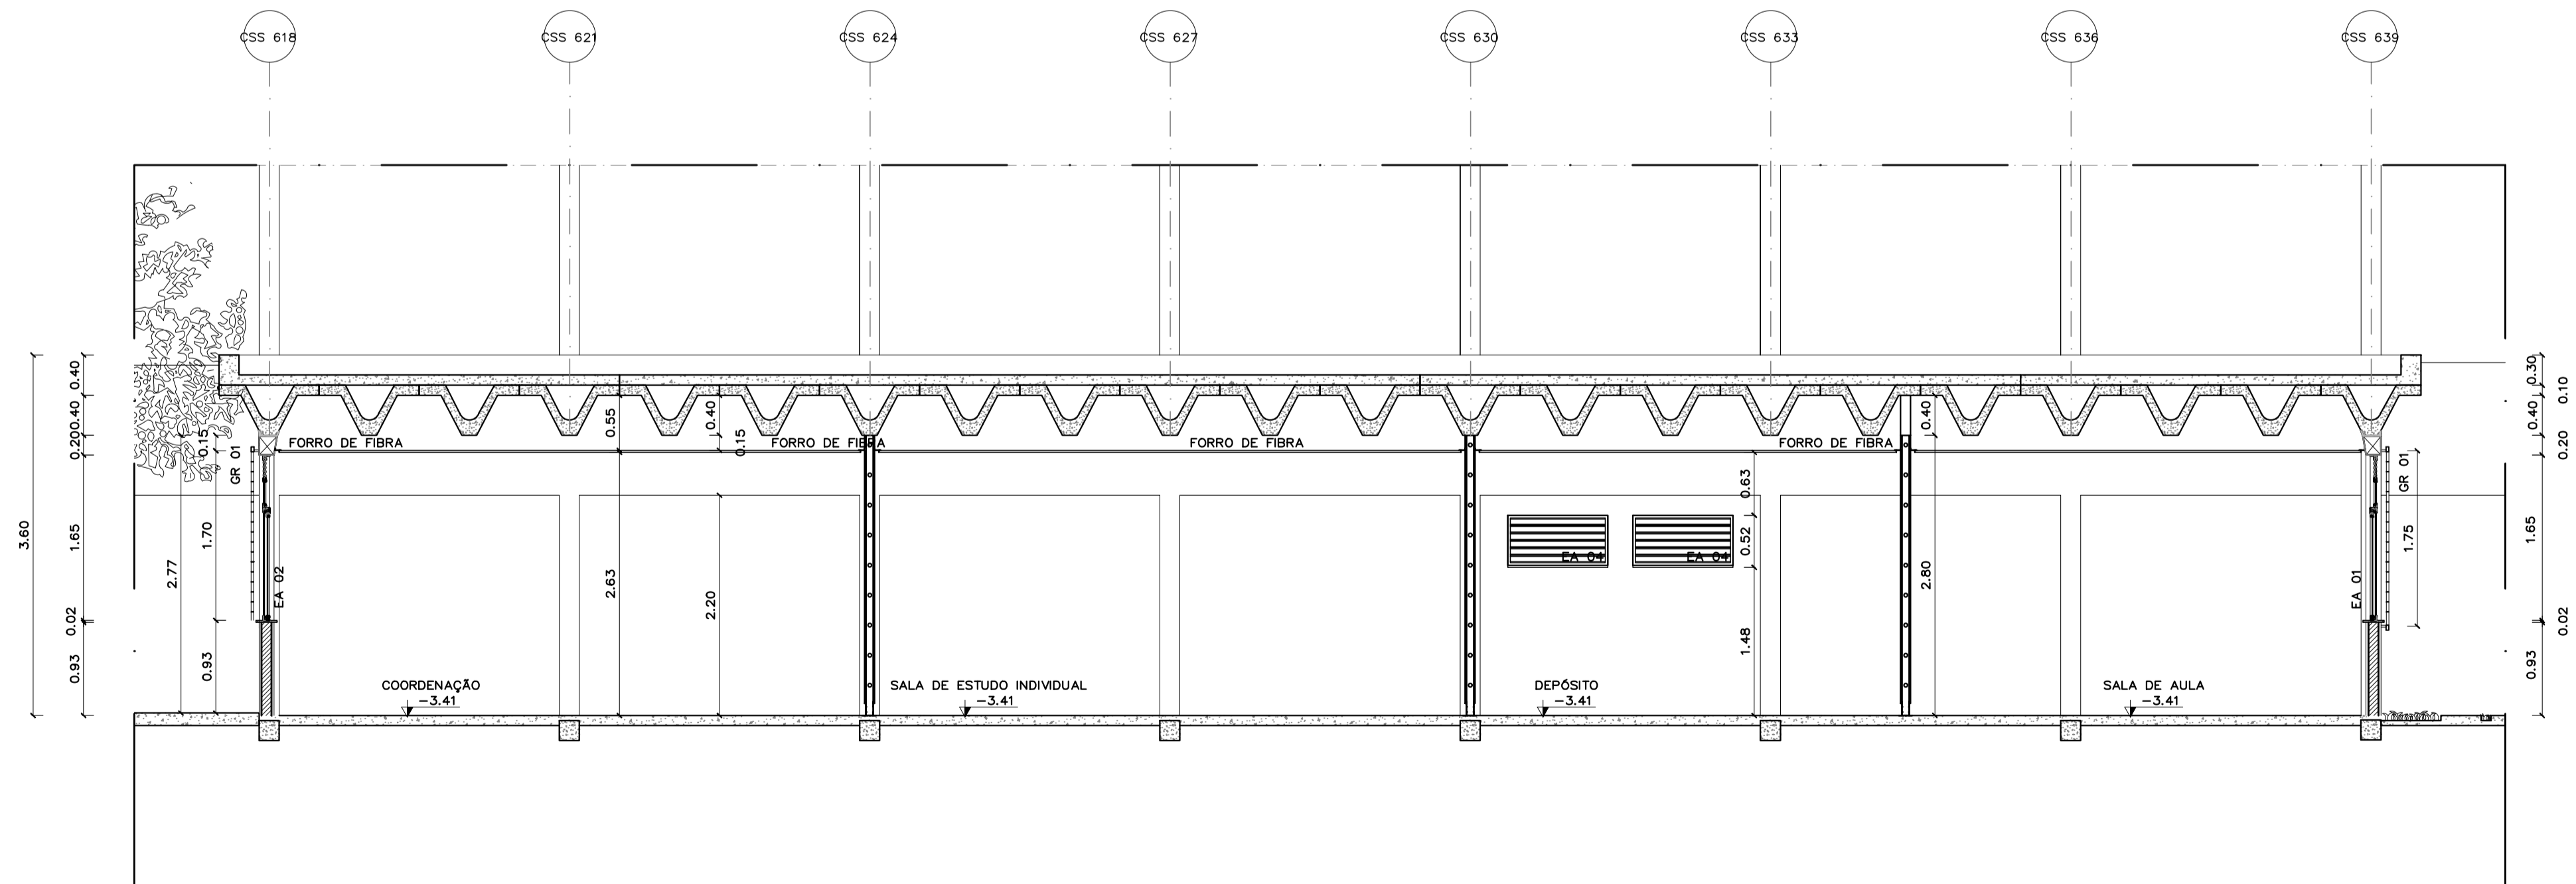 CSS 618
CSS 621
CSS 624
CSS 627
CSS 630
CSS 633
CSS 636
CSS 639
3.60
0.40
0.40
0.20
1.65
0.02
0.93
2.77
0.15
1.70
0.93
GR 01
EA 02
FORRO DE FIBRA
0.55
2.63
0.40
0.15
2.20
FORRO DE FIBRA
FORRO DE FIBRA
FORRO DE FIBRA
EA 04
EA 04
0.63
0.52
1.48
0.40
2.80
EA 01
GR 01
1.75
0.30
0.10
0.40
0.20
1.65
0.02
0.93
COORDENAÇÃO
-3.41
SALA DE ESTUDO INDIVIDUAL
-3.41
DEPÓSITO
-3.41
SALA DE AULA
-3.41